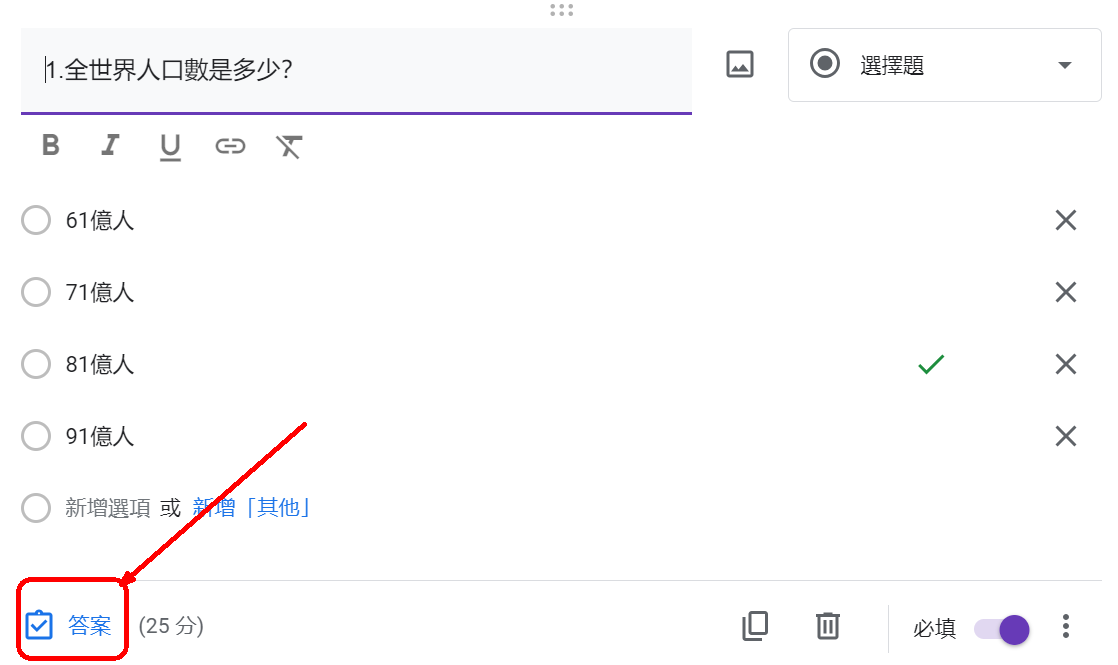 1.全世界人口數是多少?
選擇題
B I U
61億人
71億人
81億人
91億人
新增選項 或 新增「其他」
答案 (25 分) 必填